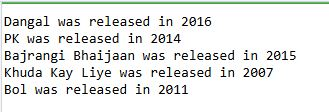 Dangal was released in 2016
PK was released in 2014
Bajrangi Bhaijaan was released in 2015
Khuda Kay Liye was released in 2007
Bol was released in 2011